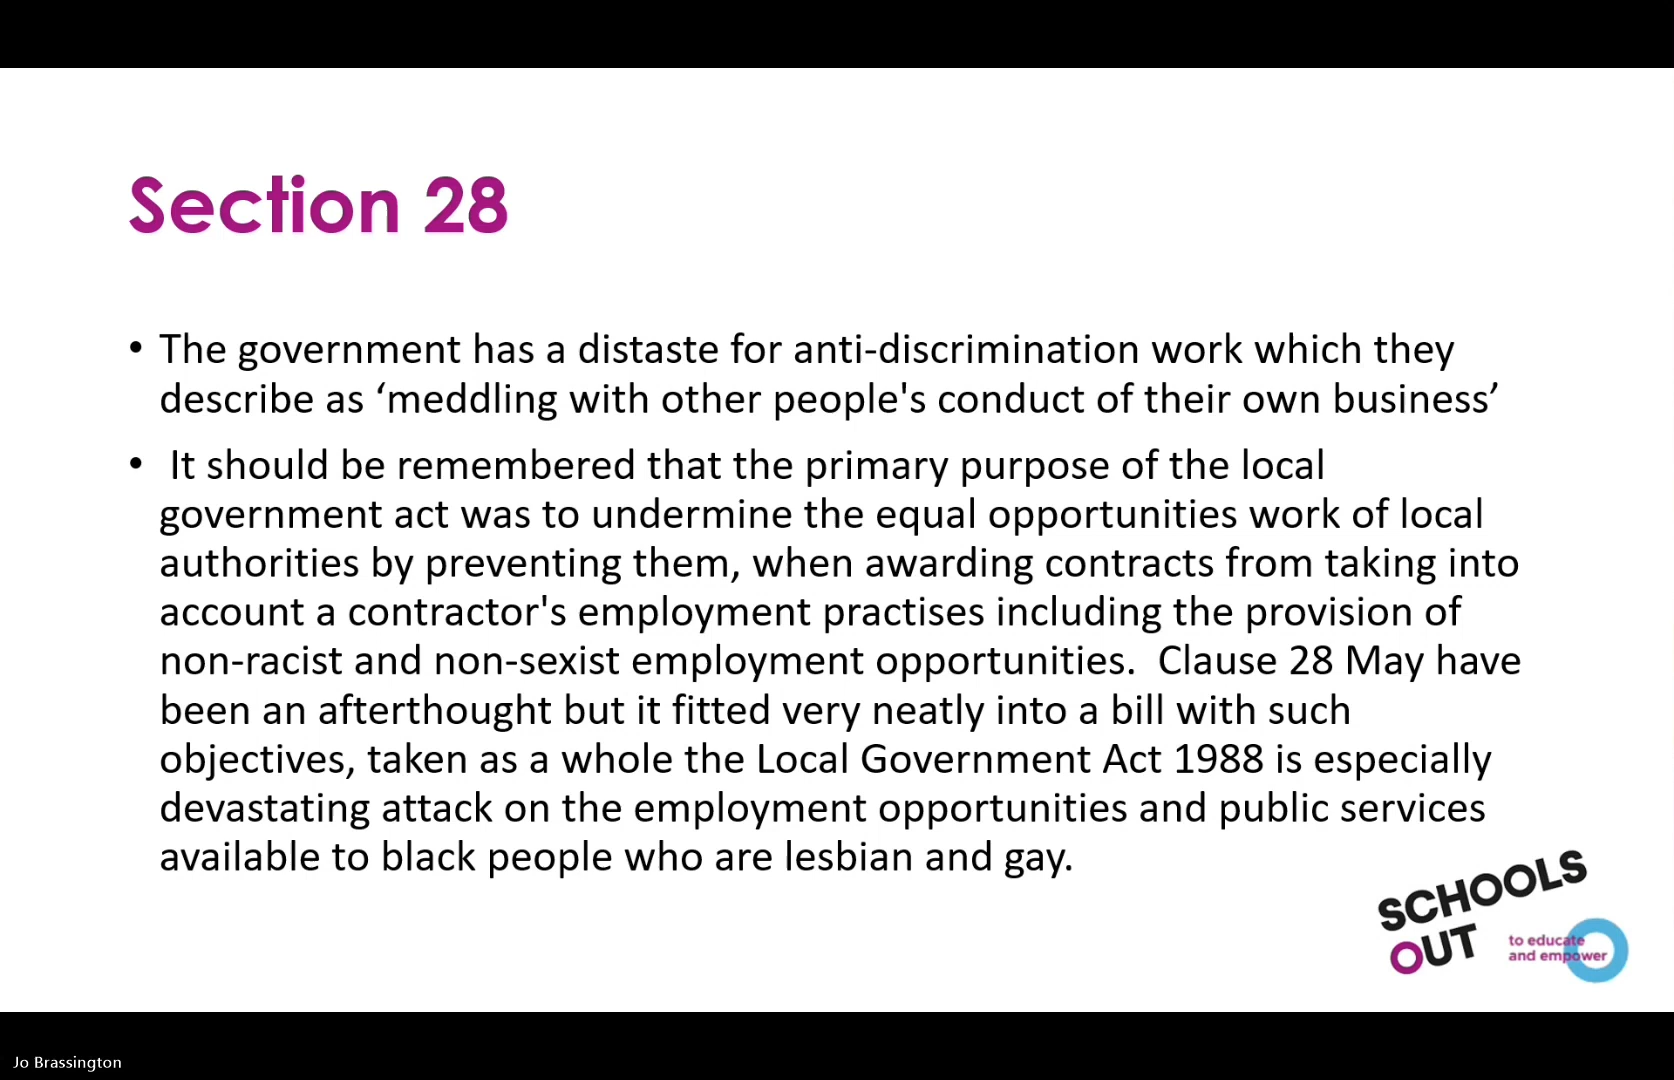 Section 28
• The government has a distaste for anti-discrimination work which they
describe as ‘meddling with other people's conduct of their own business’
• It should be remembered that the primary purpose of the local
government act was to undermine the equal opportunities work of local
authorities by preventing them, when awarding contracts from taking into
account a contractor's employment practises including the provision of
non-racist and non-sexist employment opportunities.  Clause 28 May have
been an afterthought but it fitted very neatly into a bill with such
objectives, taken as a whole the Local Government Act 1988 is especially
devastating attack on the employment opportunities and public services
available to black people who are lesbian and gay.
SCHOOLS
OUT
to educate
and empower
Jo Brassington